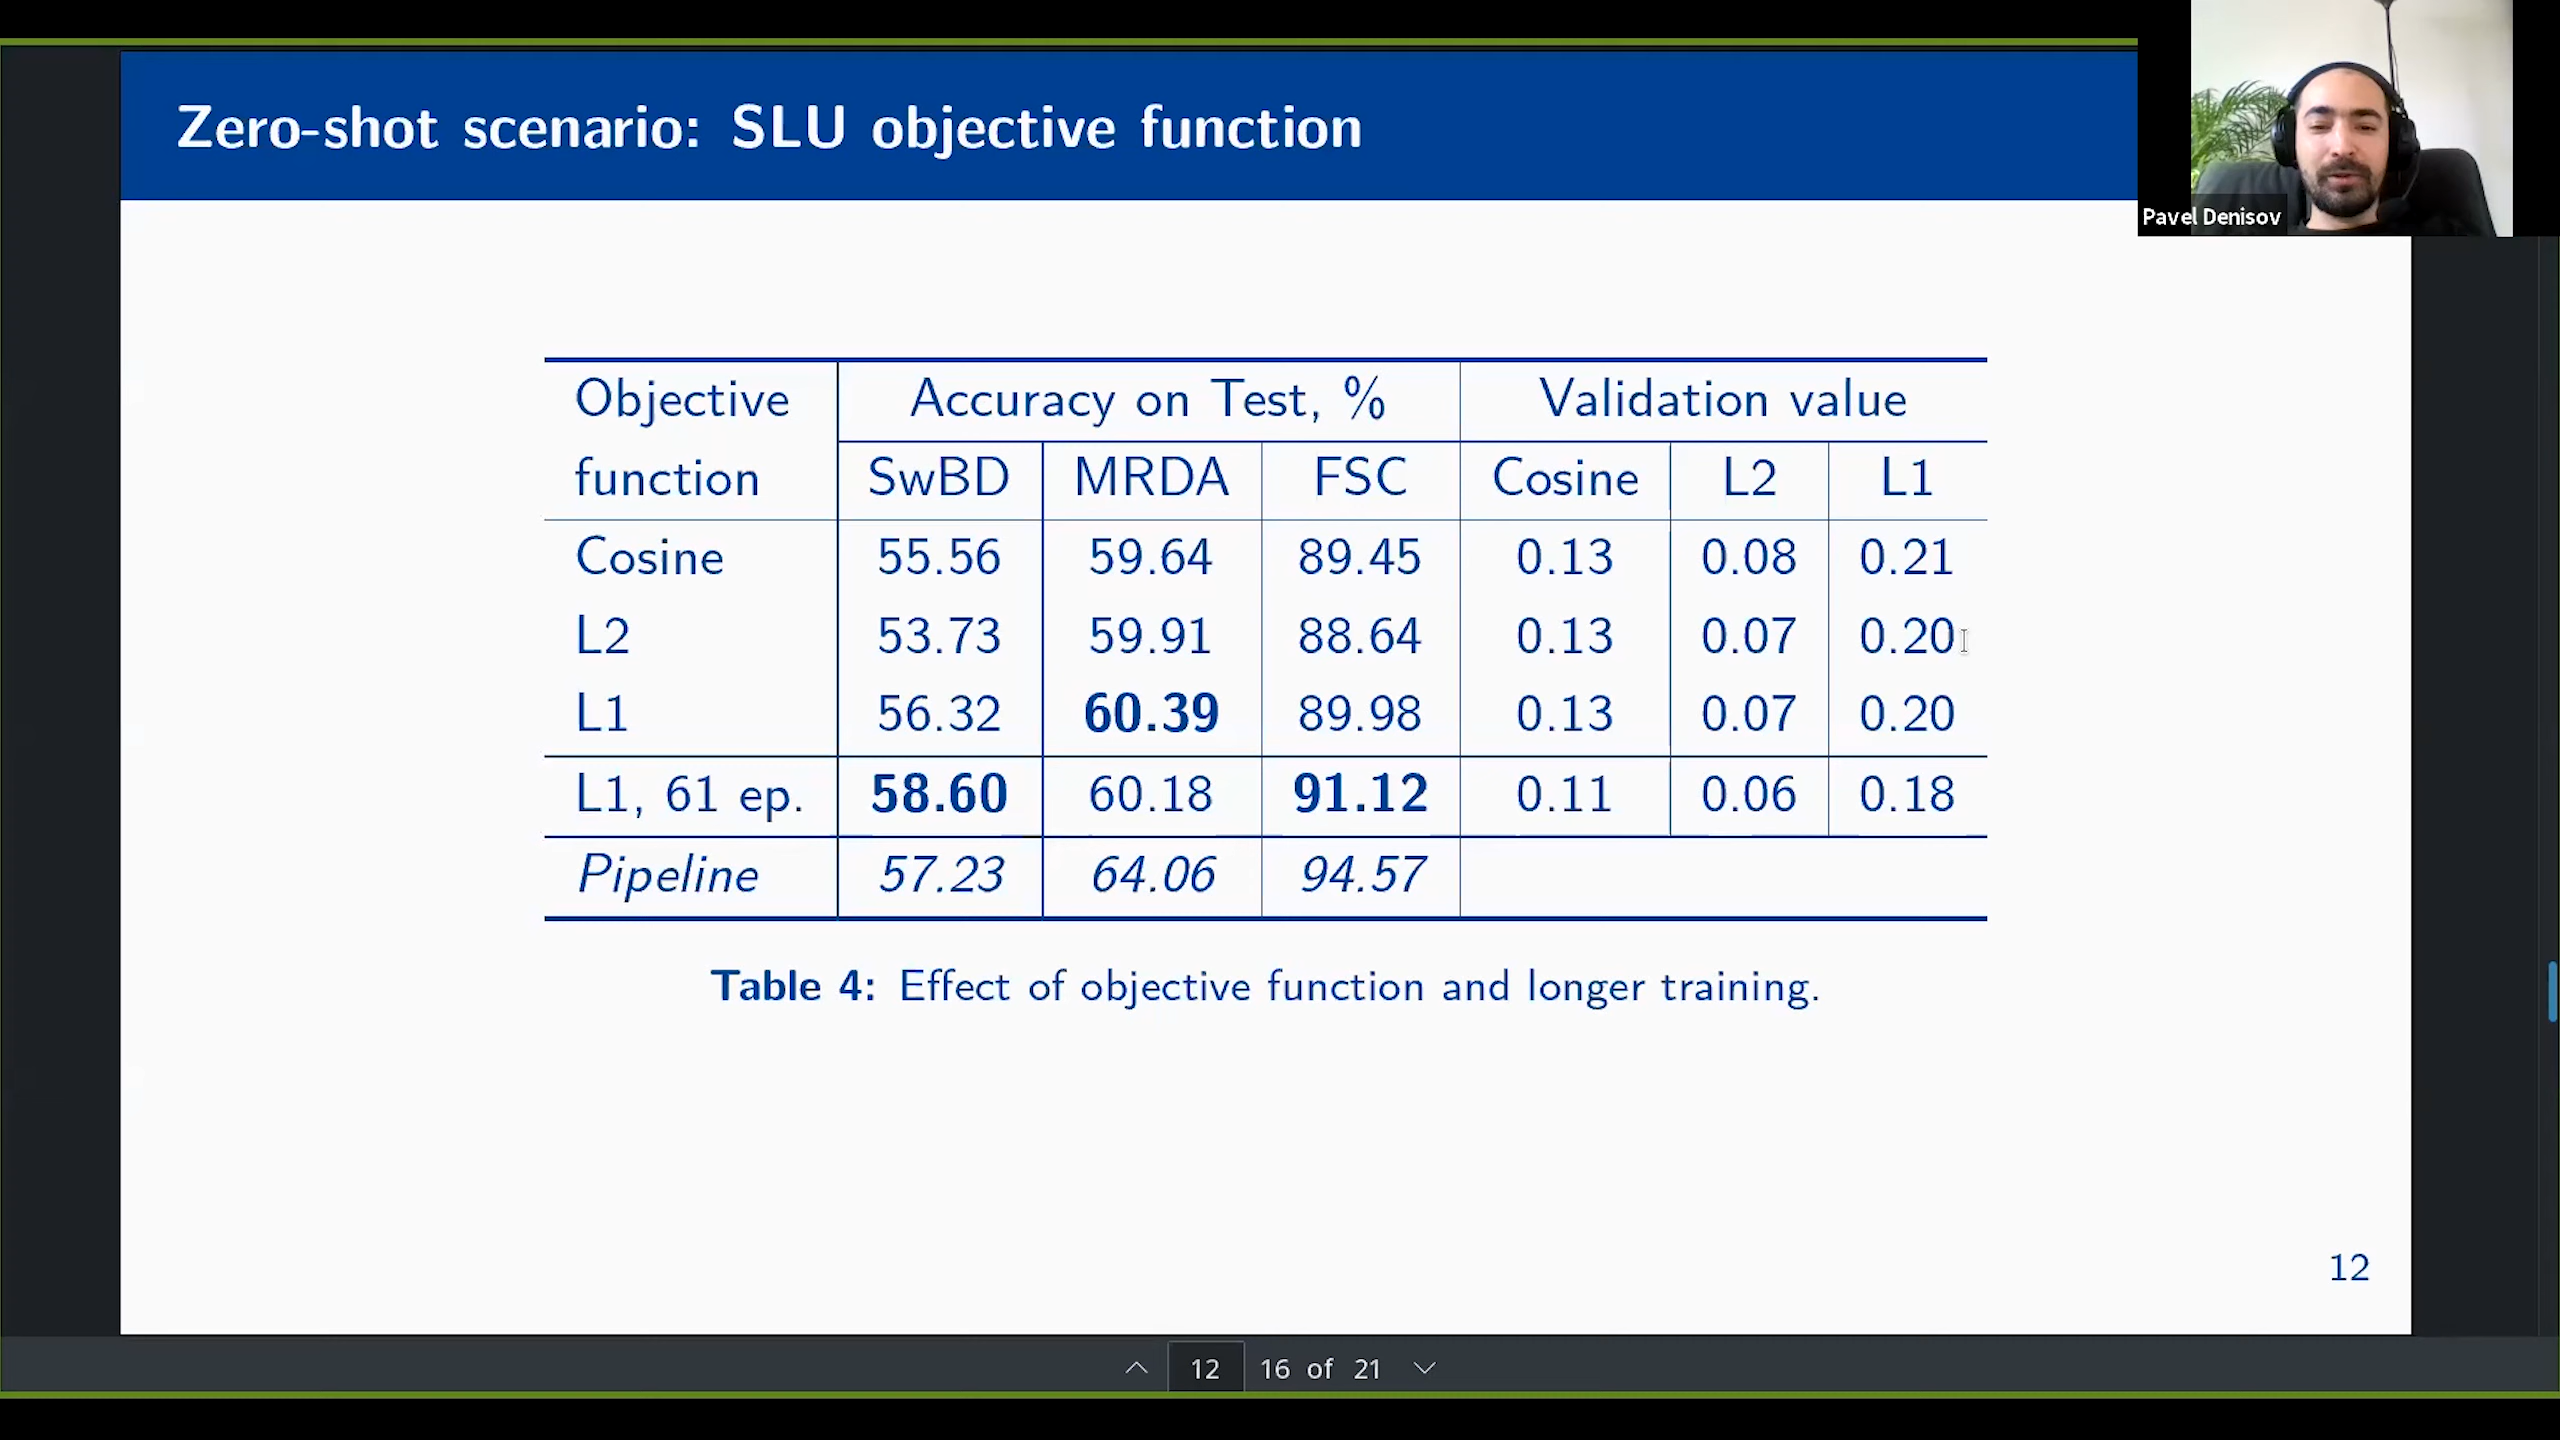 Zero-shot scenario: SLU objective function
Pavel Denisov
Objective function Accuracy on Test, % Validation value
SwBD MRDA FSC Cosine L2 L1
Cosine 55.56 59.64 89.45 0.13 0.08 0.21
L2 53.73 59.91 88.64 0.13 0.07 0.20
L1 56.32 60.39 89.98 0.13 0.07 0.20
L1, 61 ep. 58.60 60.18 91.12 0.11 0.06 0.18
Pipeline 57.23 64.06 94.57
Table 4: Effect of objective function and longer training.
12
12 16 of 21